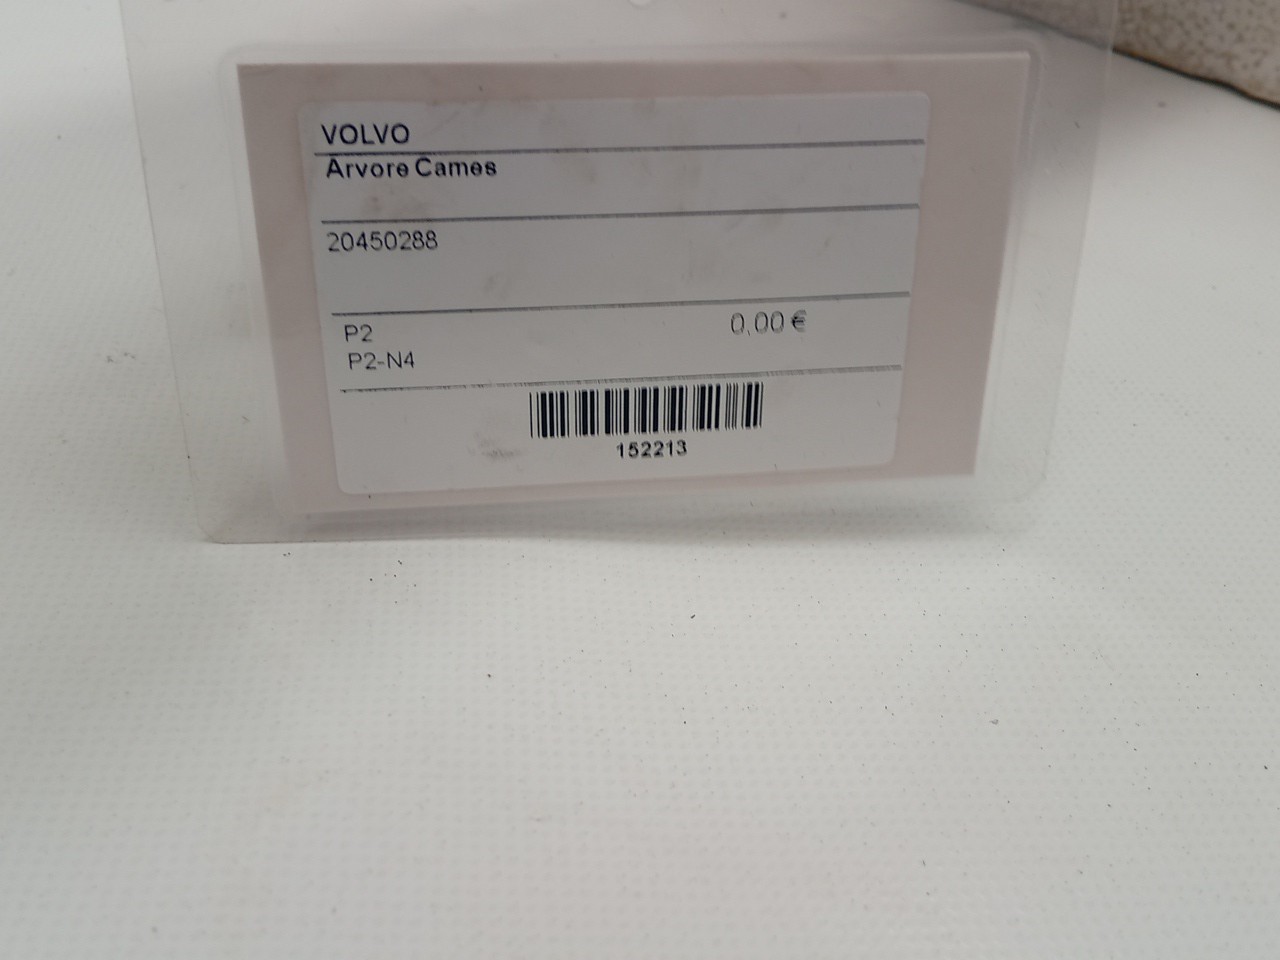 VOLVO
Arvore Cames
20450288
P2
0,00 €
P2-N4
152213